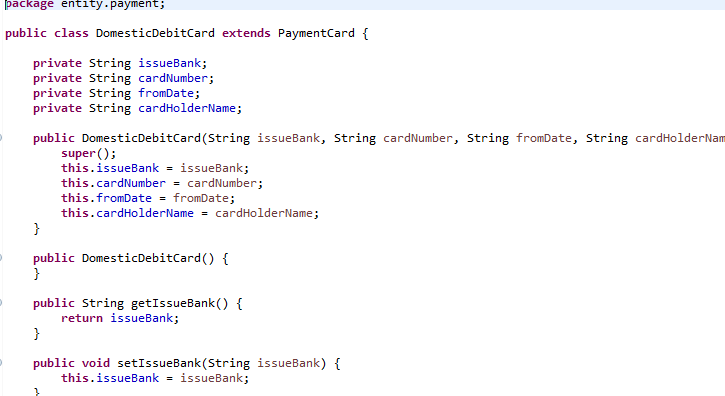 package entity.payment;
public class DomesticDebitCard extends PaymentCard {
private String issueBank;
private String cardNumber;
private String fromDate;
private String cardHolderName;
public DomesticDebitCard(String issueBank, String cardNumber, String fromDate, String cardHolderNam
super();
this.issueBank = issueBank;
this.cardNumber = cardNumber;
this.fromDate = fromDate;
this.cardHolderName = cardHolderName;
}
public DomesticDebitCard() {
}
public String getIssueBank() {
return issueBank;
}
public void setIssueBank(String issueBank) {
this.issueBank = issueBank;
}